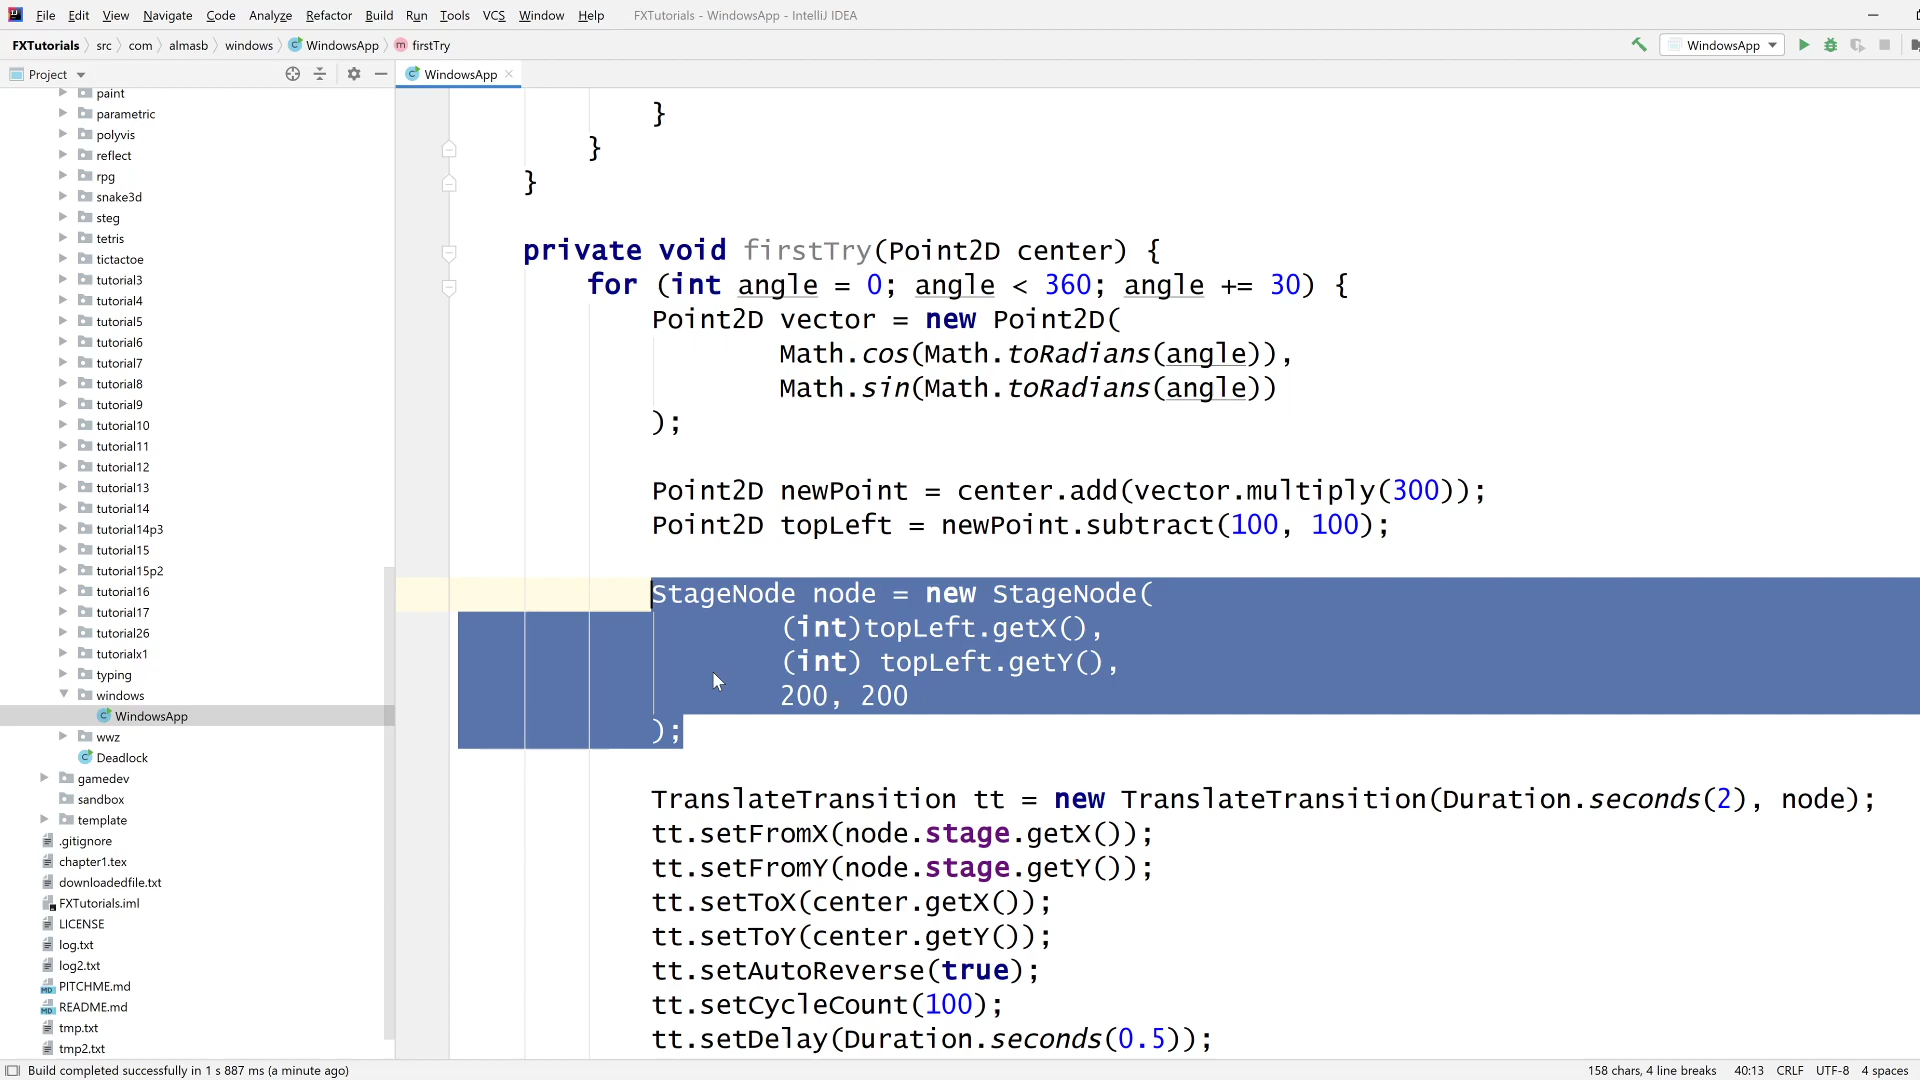 File Edit View Navigate Code Analyze Refactor Build Run Tools VCS Window Help FXTutorials - WindowsApp - IntelliJ IDEA
FXTutorials src com almasb windows WindowsApp firstTry WindowsApp
Project WindowsApp
paint
parametric
polyvis
reflect
rpg
snake3d
steg
tetris
tictactoe
tutorial3
tutorial4
tutorial5
tutorial6
tutorial7
tutorial8
tutorial9
tutorial10
tutorial11
tutorial12
tutorial13
tutorial14
tutorial14p3
tutorial15
tutorial15p2
tutorial16
tutorial17
tutorial26
tutorialx1
typing
windows
WindowsApp
wwz
Deadlock
gamedev
sandbox
template
.gitignore
chapter1.tex
downloadedfile.txt
FXTutorials.iml
LICENSE
log.txt
log2.txt
PITCHME.md
README.md
tmp.txt
tmp2.txt
}
}
}
private void firstTry(Point2D center) {
for (int angle = 0; angle < 360; angle += 30) {
Point2D vector = new Point2D(
Math.cos(Math.toRadians(angle)),
Math.sin(Math.toRadians(angle))
);
Point2D newPoint = center.add(vector.multiply(300));
Point2D topLeft = newPoint.subtract(100, 100);
StageNode node = new StageNode(
(int)topLeft.getX(),
(int) topLeft.getY(),
200, 200
);
TranslateTransition tt = new TranslateTransition(Duration.seconds(2), node);
tt.setFromX(node.stage.getX());
tt.setFromY(node.stage.getY());
tt.setToX(center.getX());
tt.setToY(center.getY());
tt.setAutoReverse(true);
tt.setCycleCount(100);
tt.setDelay(Duration.seconds(0.5));
Build completed successfully in 1 s 887 ms (a minute ago) 158 chars, 4 line breaks 40:13 CRLF UTF-8 4 spaces